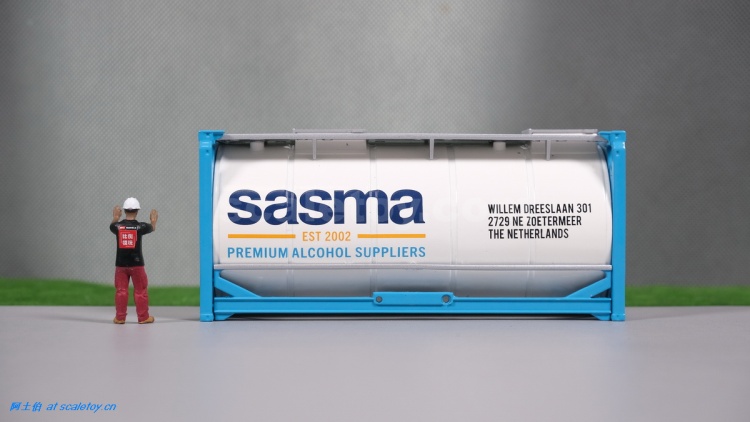 sasma
EST 2002
PREMIUM ALCOHOL SUPPLIERS
WILLEM DREESLAAN 301
2729 NE ZOETERMEER
THE NETHERLANDS
阿土伯 at scaletoy.cn